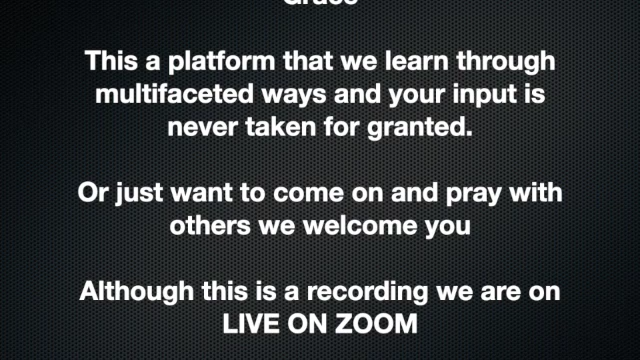 This a platform that we learn through
multifaceted ways and your input is
never taken for granted.
Or just want to come on and pray with
others we welcome you
Although this is a recording we are on
LIVE ON ZOOM